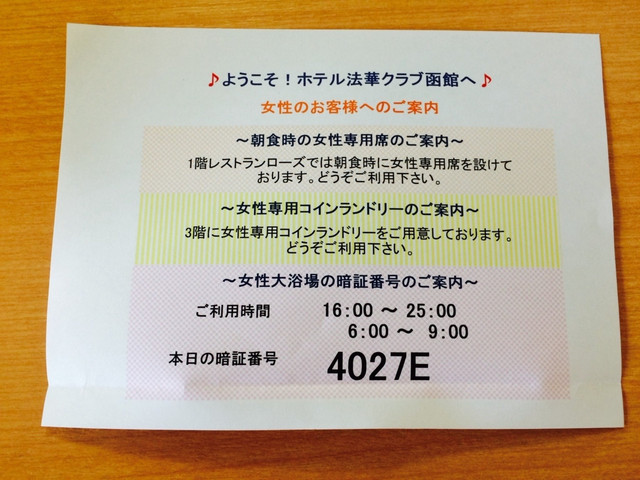 ♪ようこそ！ホテル法華クラブ函館へ♪
女性のお客様へのご案内
～朝食時の女性専用席のご案内～
1階レストランローズでは朝食時に女性専用席を設けて
おります。どうぞご利用下さい。
～女性専用コインランドリーのご案内～
3階に女性専用コインランドリーをご用意しております。
どうぞご利用下さい。
～女性大浴場の暗証番号のご案内～
ご利用時間 16:00 ～ 25:00
6:00 ～ 9:00
本日の暗証番号 4027E